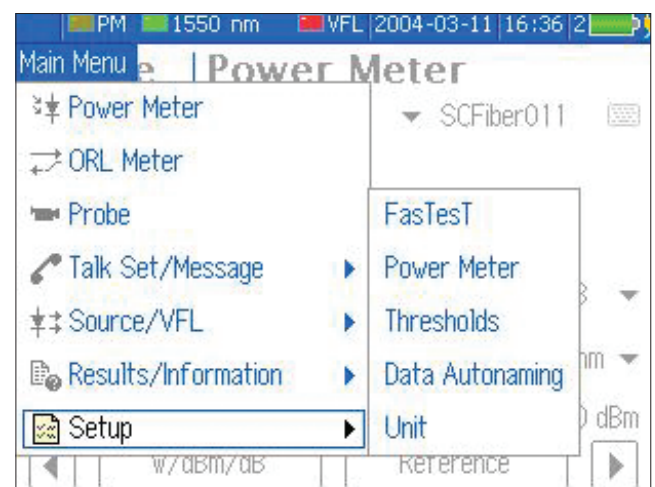 PM 1550 nm VFL 2004-03-11 16:36 2
Main Menu e Power Meter
Power Meter
SCFiber011
ORL Meter
Probe
Talk Set/Message
Source/VFL
Results/Information
Setup
FasTesT
Power Meter
Thresholds
Data Autonaming
Unit
nm
dBm
W/dBm/dB Reference